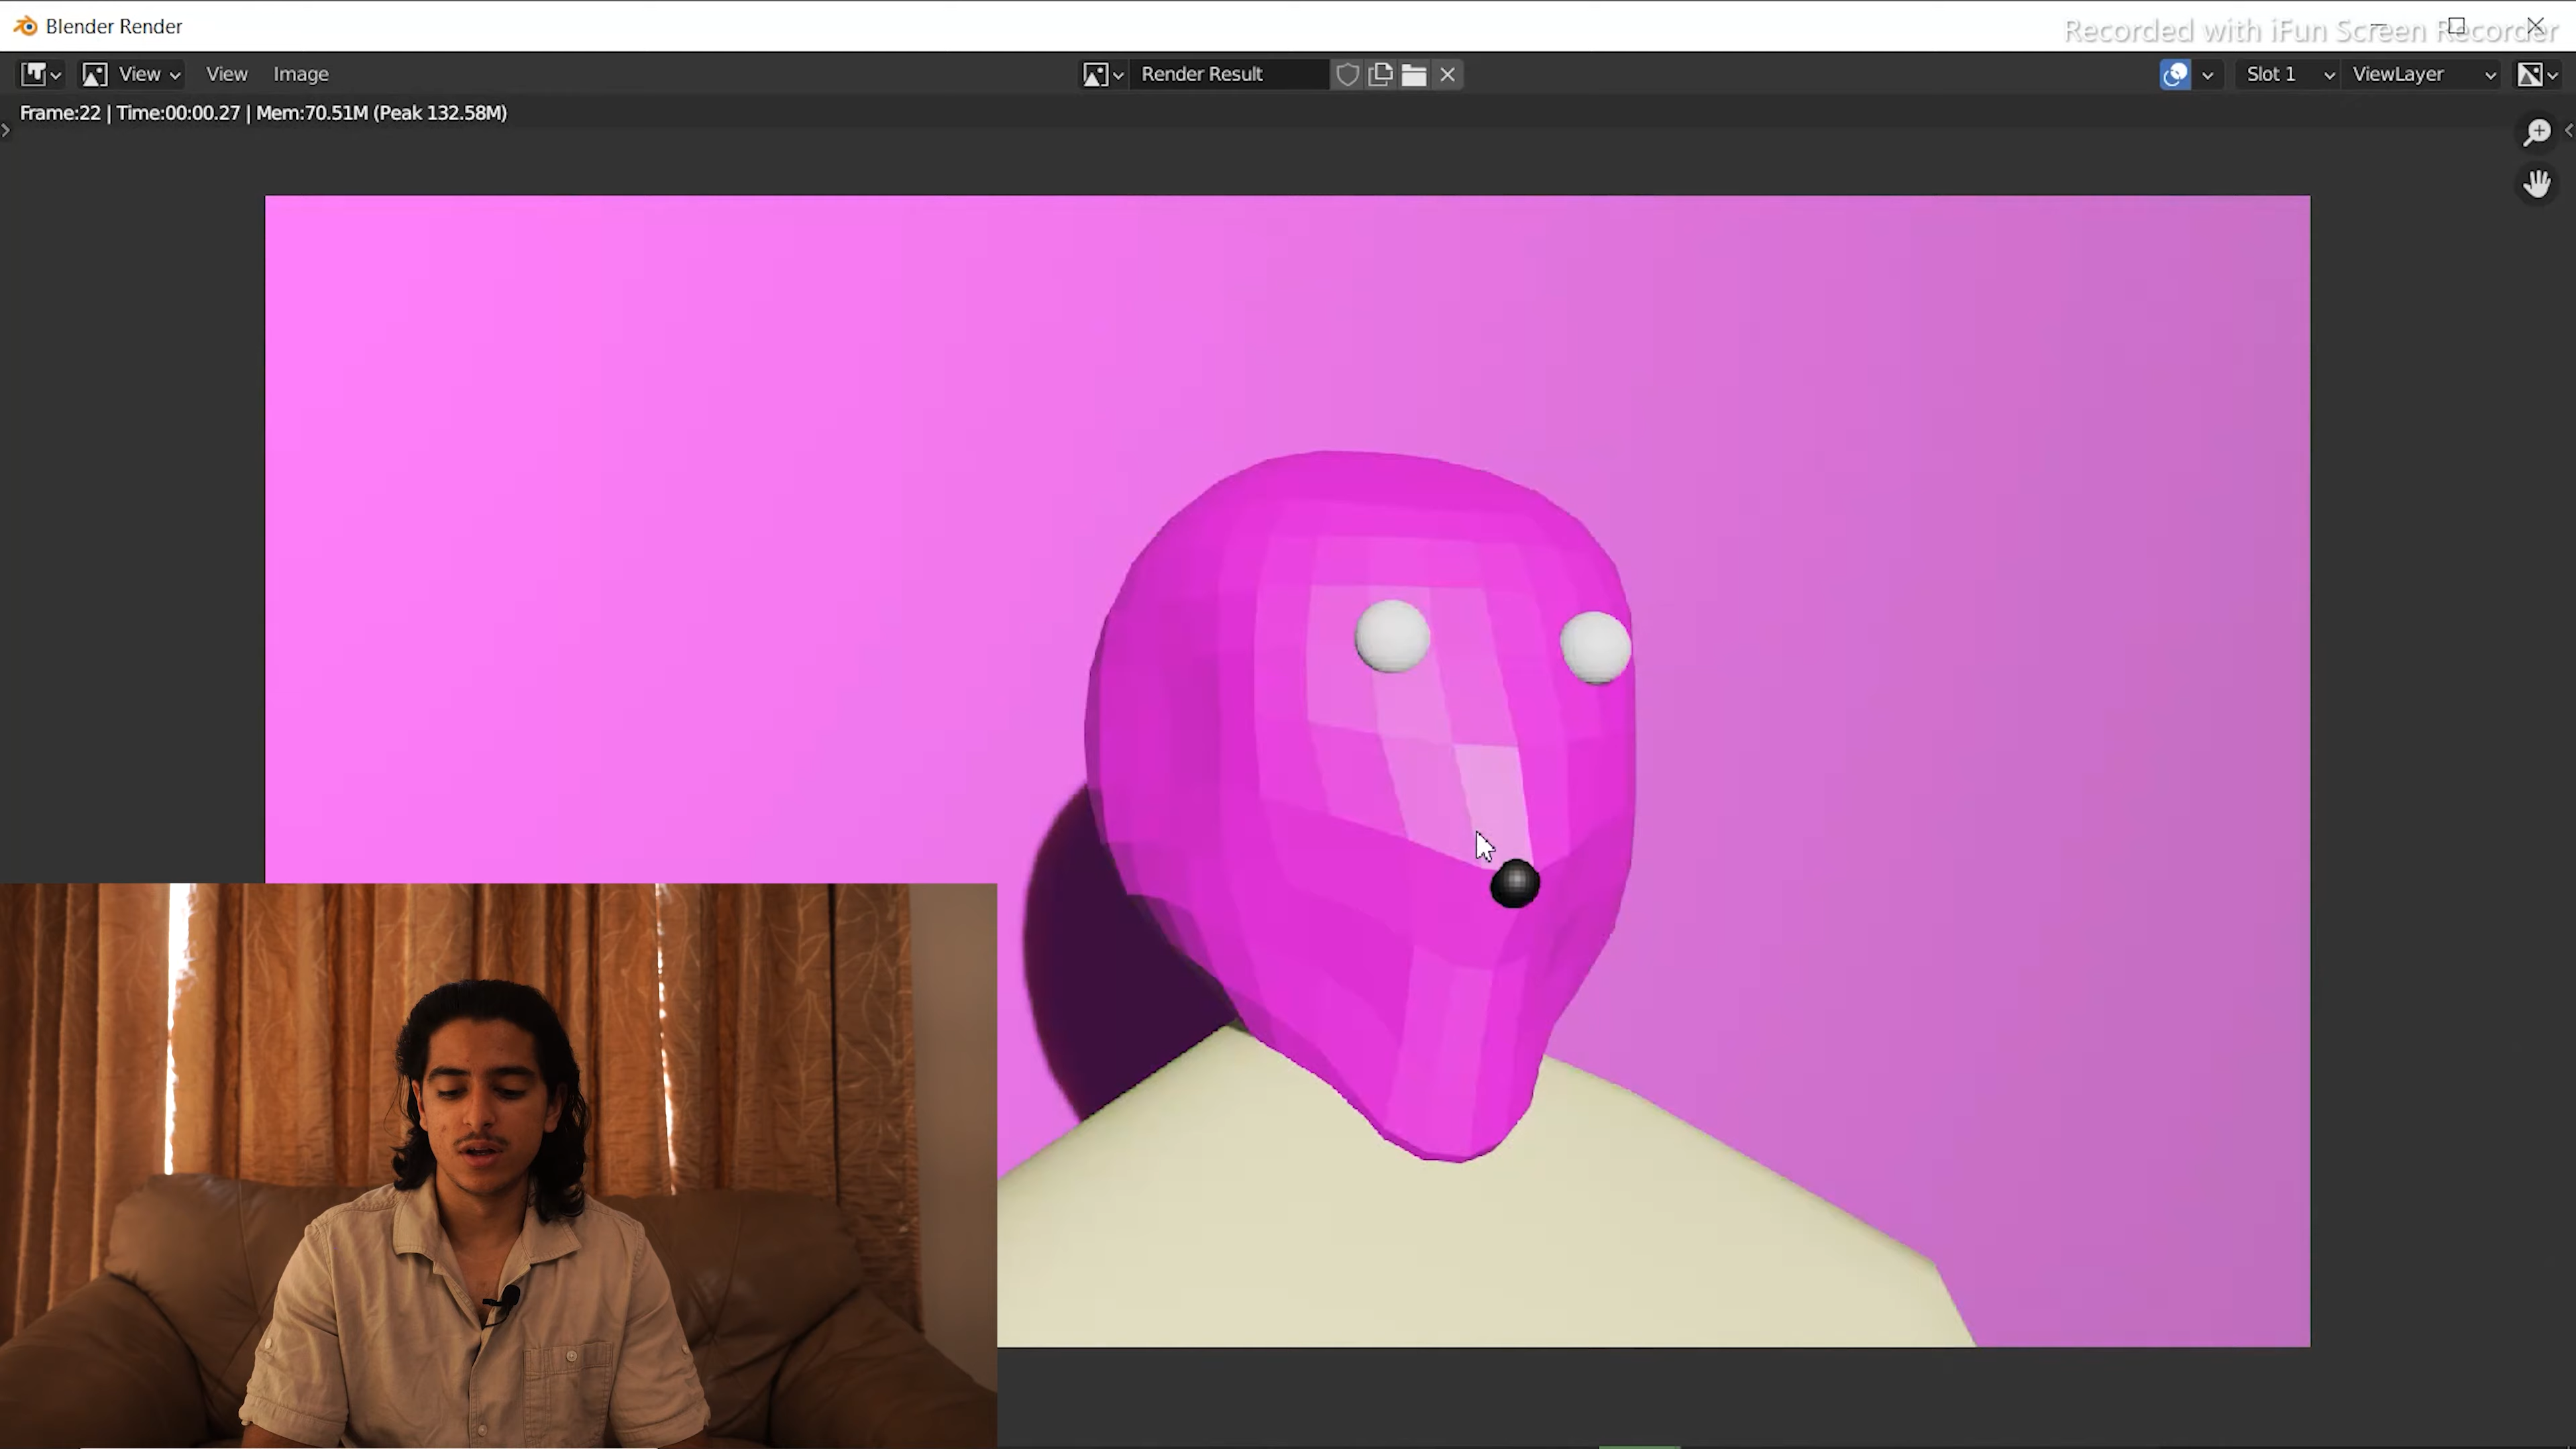 Blender Render
Recorded with iFun Screen Recorder
View View Image Render Result Slot 1 ViewLayer
Frame:22 | Time:00:00.27 | Mem:70.51M (Peak 132.58M)